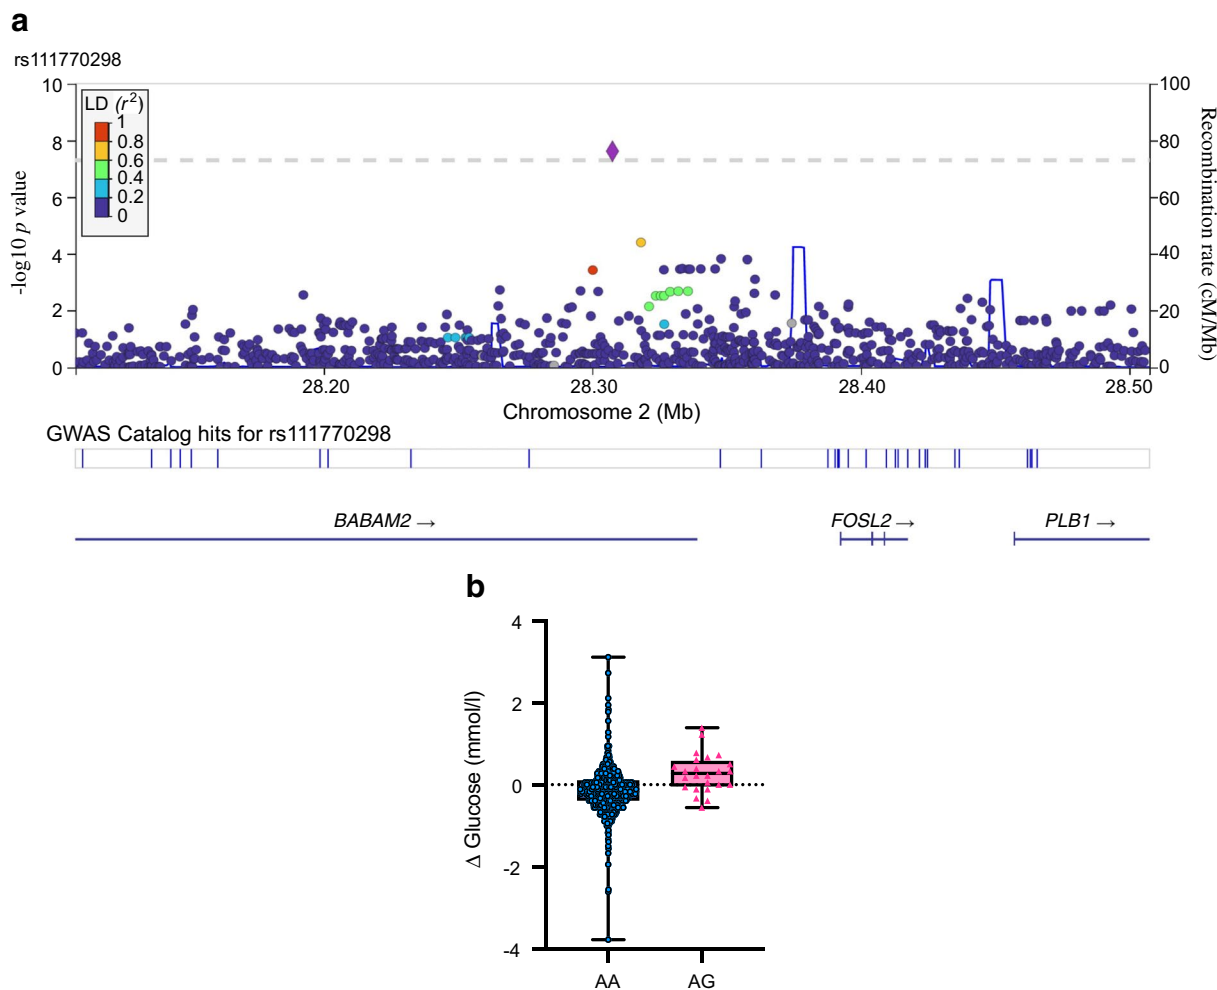 a
rs111770298
10
8
6
4
2
0
-log10 p value
LD (r²)
1
0.8
0.6
0.4
0.2
0
100
80
60
40
20
0
Recombination rate (cM/Mb)
28.20
28.30
28.40
28.50
Chromosome 2 (Mb)
GWAS Catalog hits for rs111770298
BABAM2 →
FOSL2 →
PLB1 →
b
4
2
0
-2
-4
Δ Glucose (mmol/l)
AA
AG